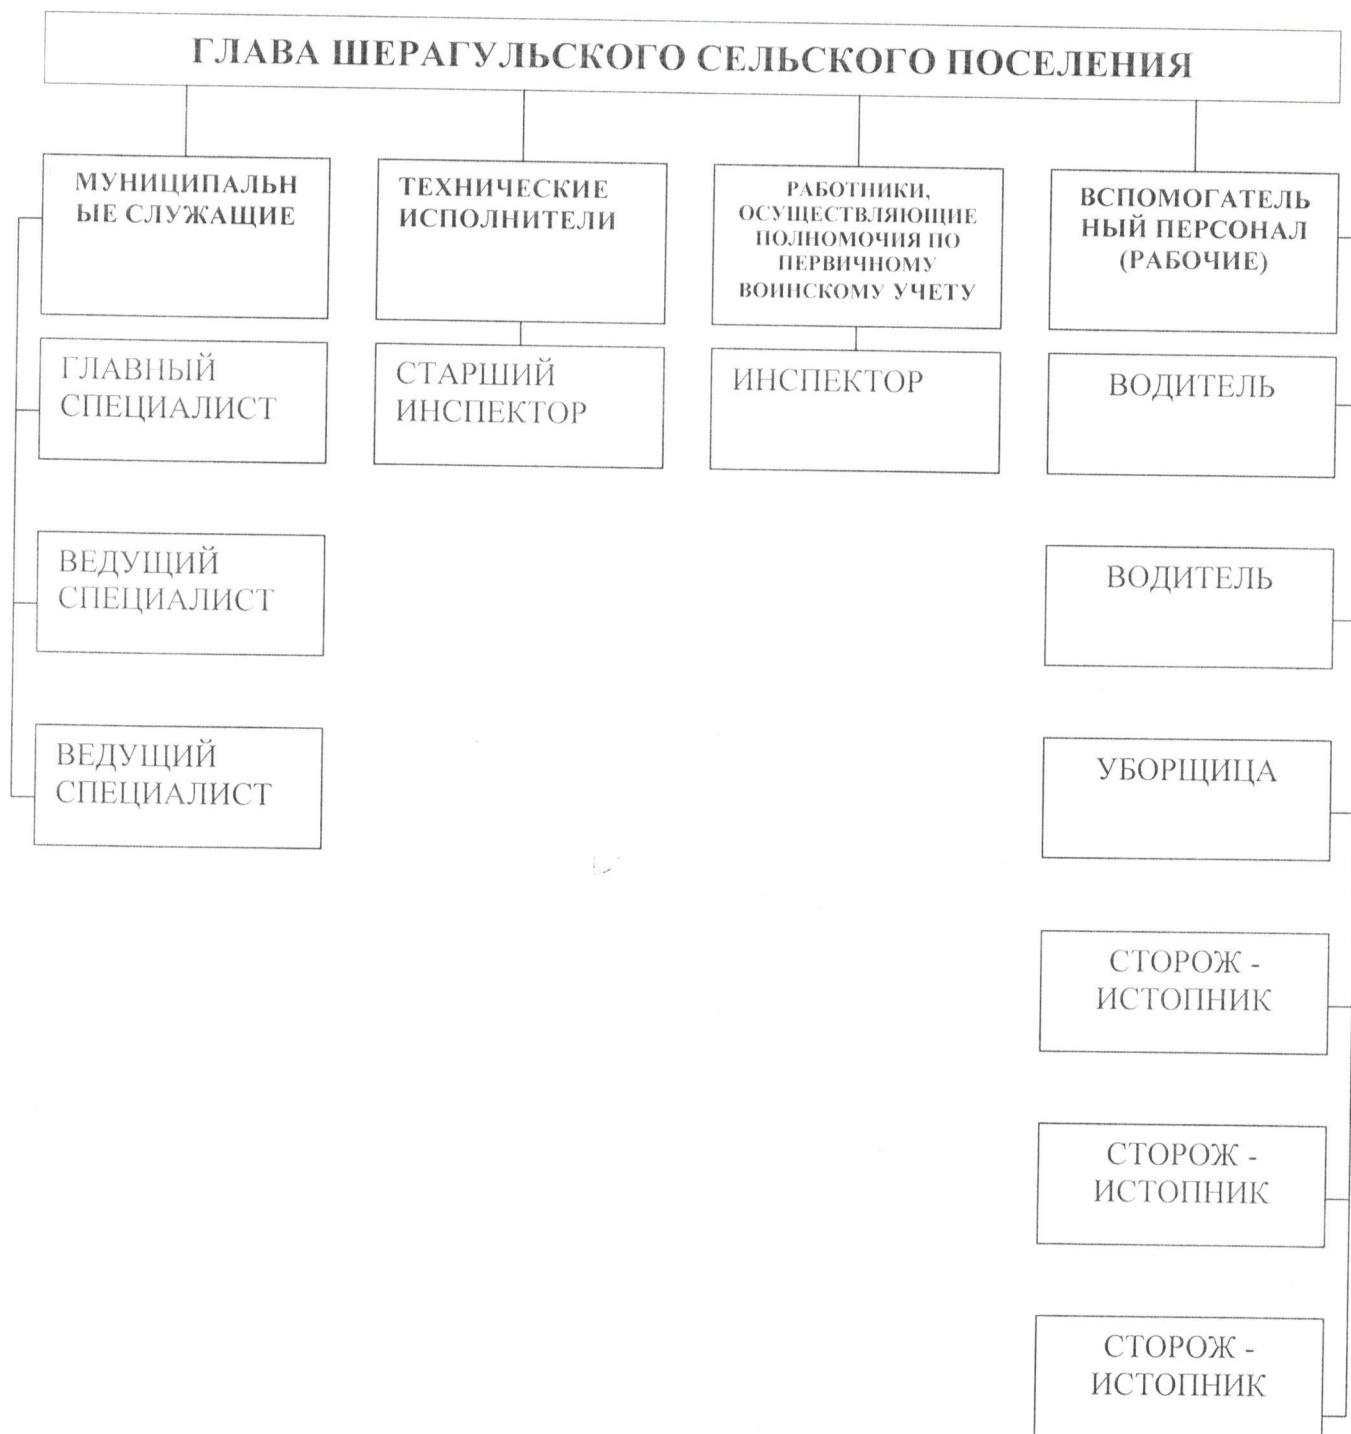 ГЛАВА ШЕРАГУЛЬСКОГО СЕЛЬСКОГО ПОСЕЛЕНИЯ
МУНИЦИПАЛЬН
ЫЕ СЛУЖАЩИЕ
ТЕХНИЧЕСКИЕ
ИСПОЛНИТЕЛИ
РАБОТНИКИ,
ОСУЩЕСТВЛЯЮЩИЕ
ПОЛНОМОЧИЯ ПО
ПЕРВИЧНОМУ
ВОИНСКОМУ УЧЕТУ
ВСПОМОГАТЕЛЬ
НЫЙ ПЕРСОНАЛ
(РАБОЧИЕ)
ГЛАВНЫЙ
СПЕЦИАЛИСТ
СТАРШИЙ
ИНСПЕКТОР
ИНСПЕКТОР
ВОДИТЕЛЬ
ВЕДУЩИЙ
СПЕЦИАЛИСТ
ВОДИТЕЛЬ
ВЕДУЩИЙ
СПЕЦИАЛИСТ
УБОРЩИЦА
СТОРОЖ -
ИСТОПНИК
СТОРОЖ -
ИСТОПНИК
СТОРОЖ -
ИСТОПНИК